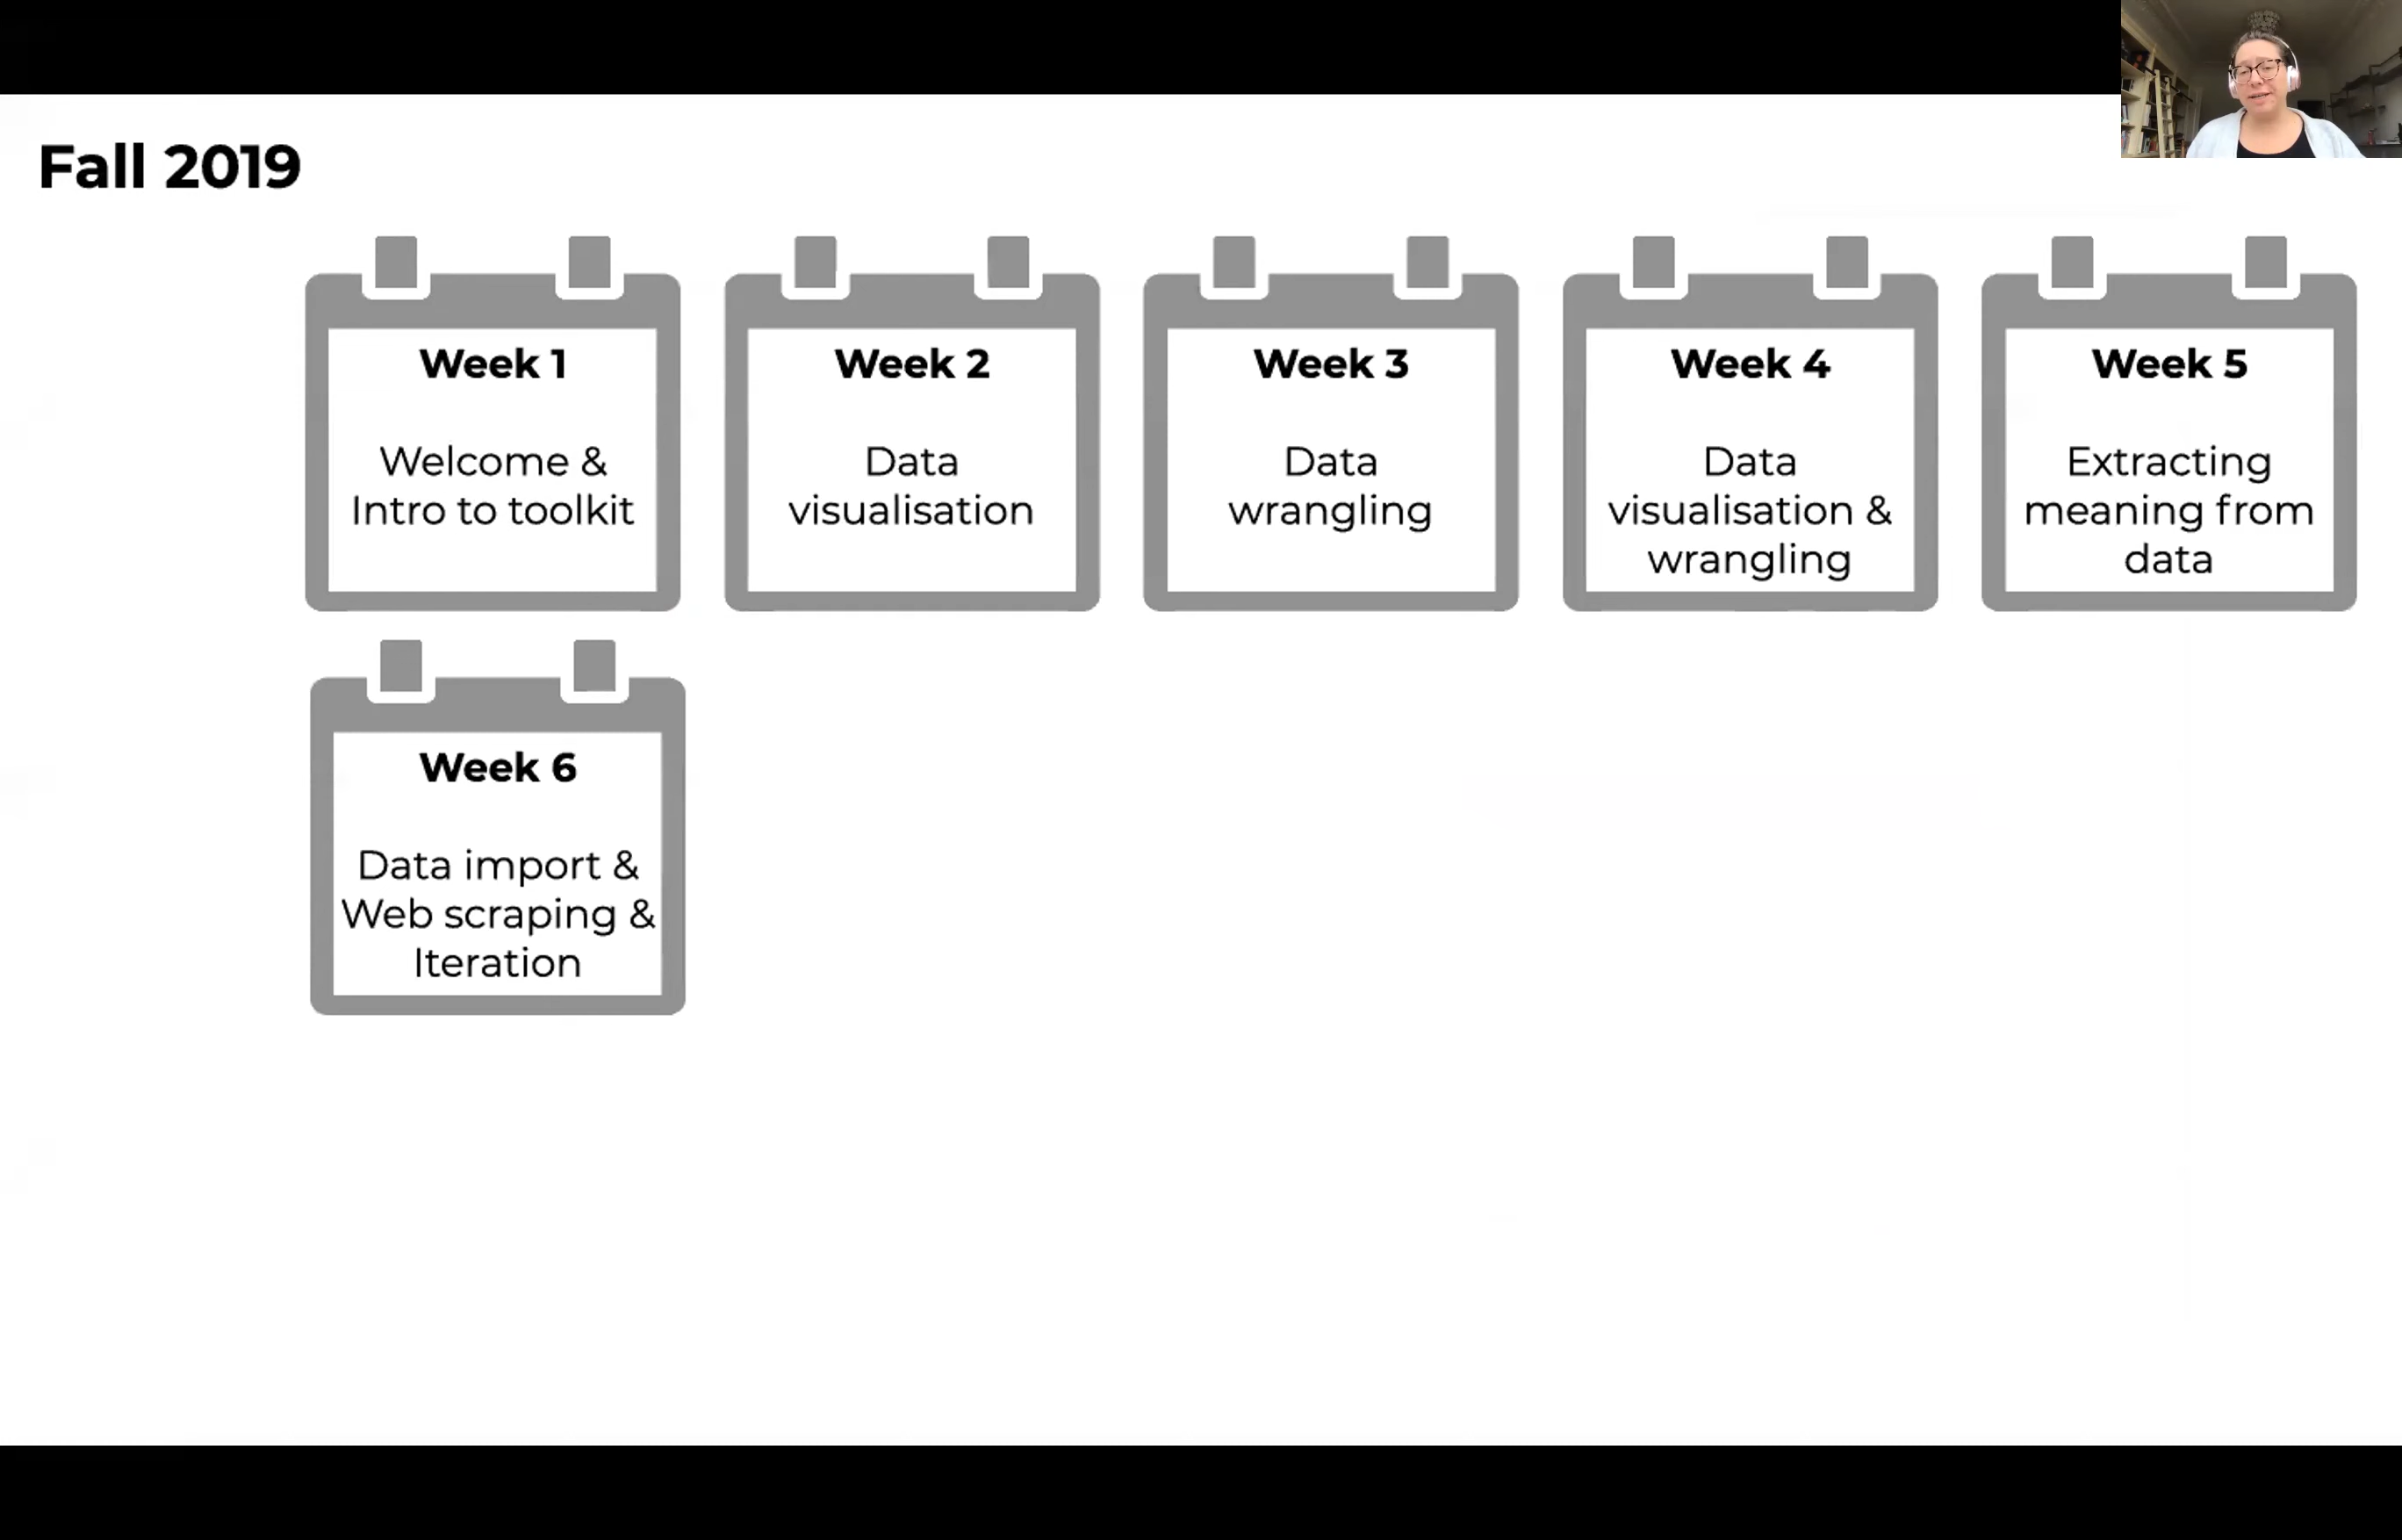 Fall 2019
Week 1
Welcome &
Intro to toolkit
Week 2
Data
visualisation
Week 3
Data
wrangling
Week 4
Data
visualisation &
wrangling
Week 5
Extracting
meaning from
data
Week 6
Data import &
Web scraping &
Iteration